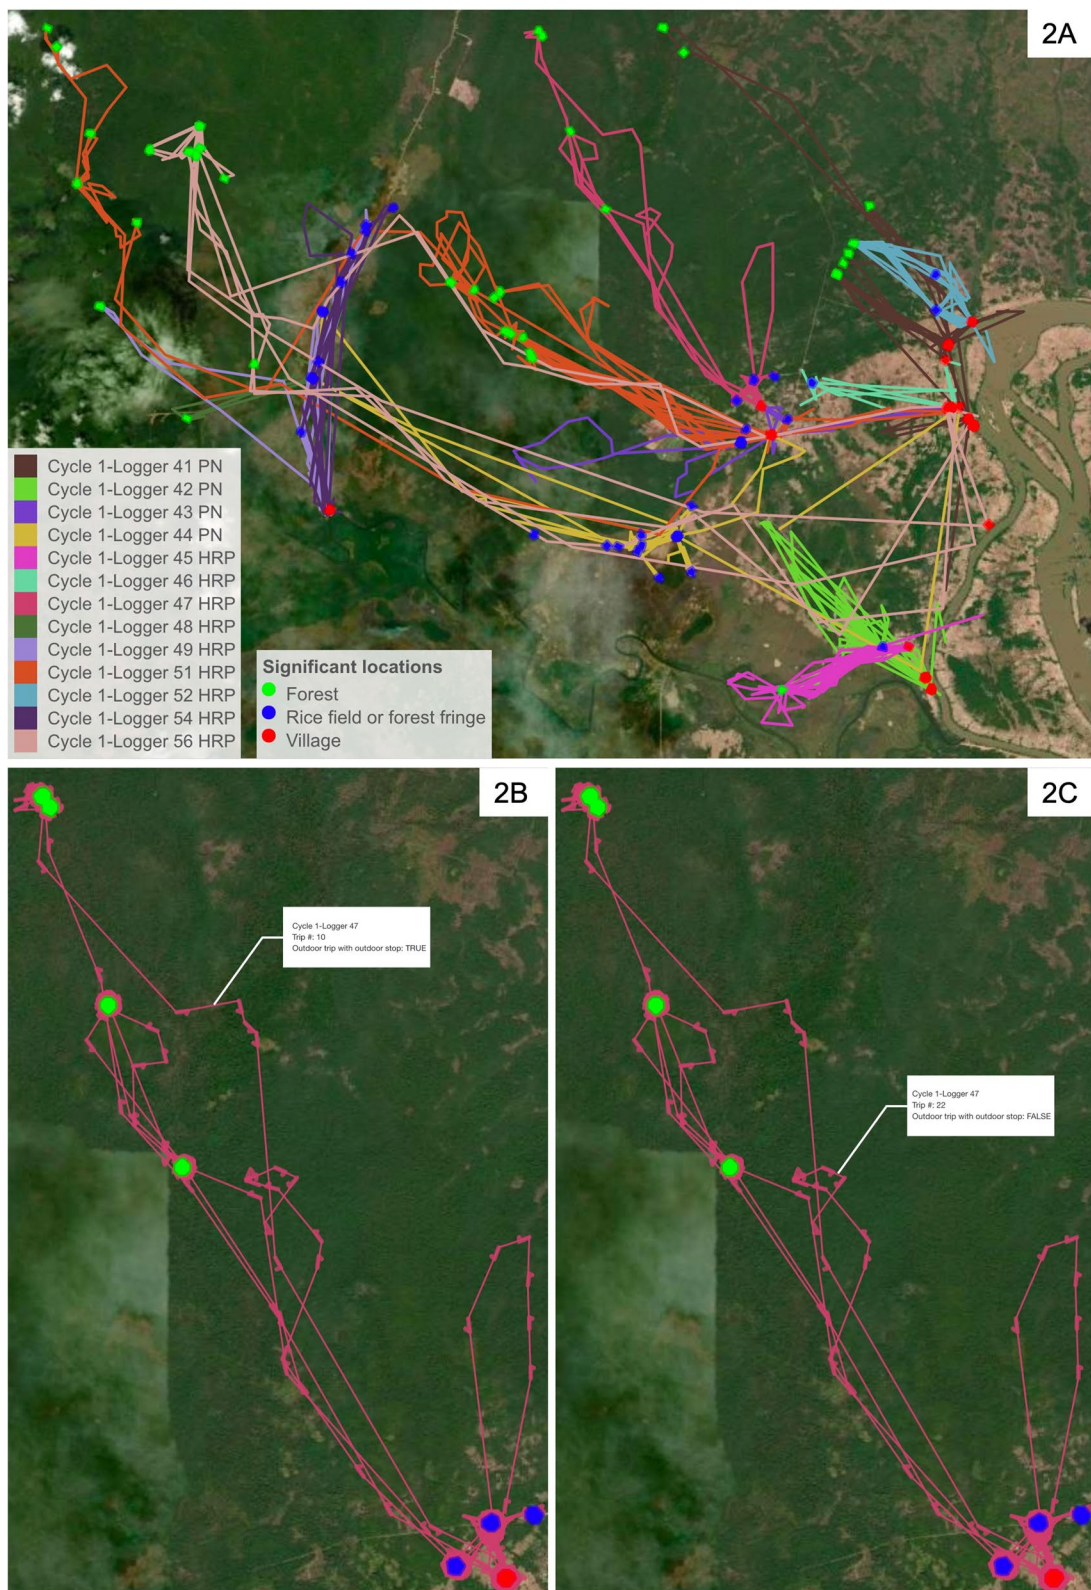 2A
Cycle 1-Logger 41 PN
Cycle 1-Logger 42 PN
Cycle 1-Logger 43 PN
Cycle 1-Logger 44 PN
Cycle 1-Logger 45 HRP
Cycle 1-Logger 46 HRP
Cycle 1-Logger 47 HRP
Cycle 1-Logger 48 HRP
Cycle 1-Logger 49 HRP
Cycle 1-Logger 51 HRP
Cycle 1-Logger 52 HRP
Cycle 1-Logger 54 HRP
Cycle 1-Logger 56 HRP
Significant locations
Forest
Rice field or forest fringe
Village
2B
Cycle 1-Logger 47
Trip #: 10
Outdoor trip with outdoor stop: TRUE
2C
Cycle 1-Logger 47
Trip #: 22
Outdoor trip with outdoor stop: FALSE